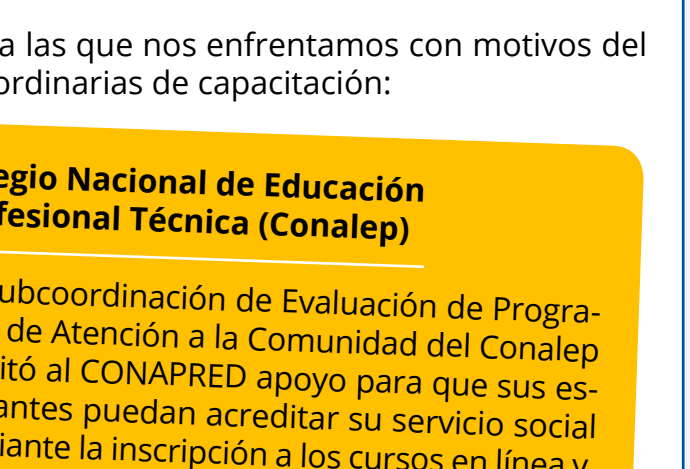 a las que nos enfrentamos con motivos del
ordinarias de capacitación:
egio Nacional de Educación
fesional Técnica (Conalep)
ubcoordinación de Evaluación de Progra-
de Atención a la Comunidad del Conalep
itó al CONAPRED apoyo para que sus es-
antes puedan acreditar su servicio social
iante la inscripción a los cursos en línea y